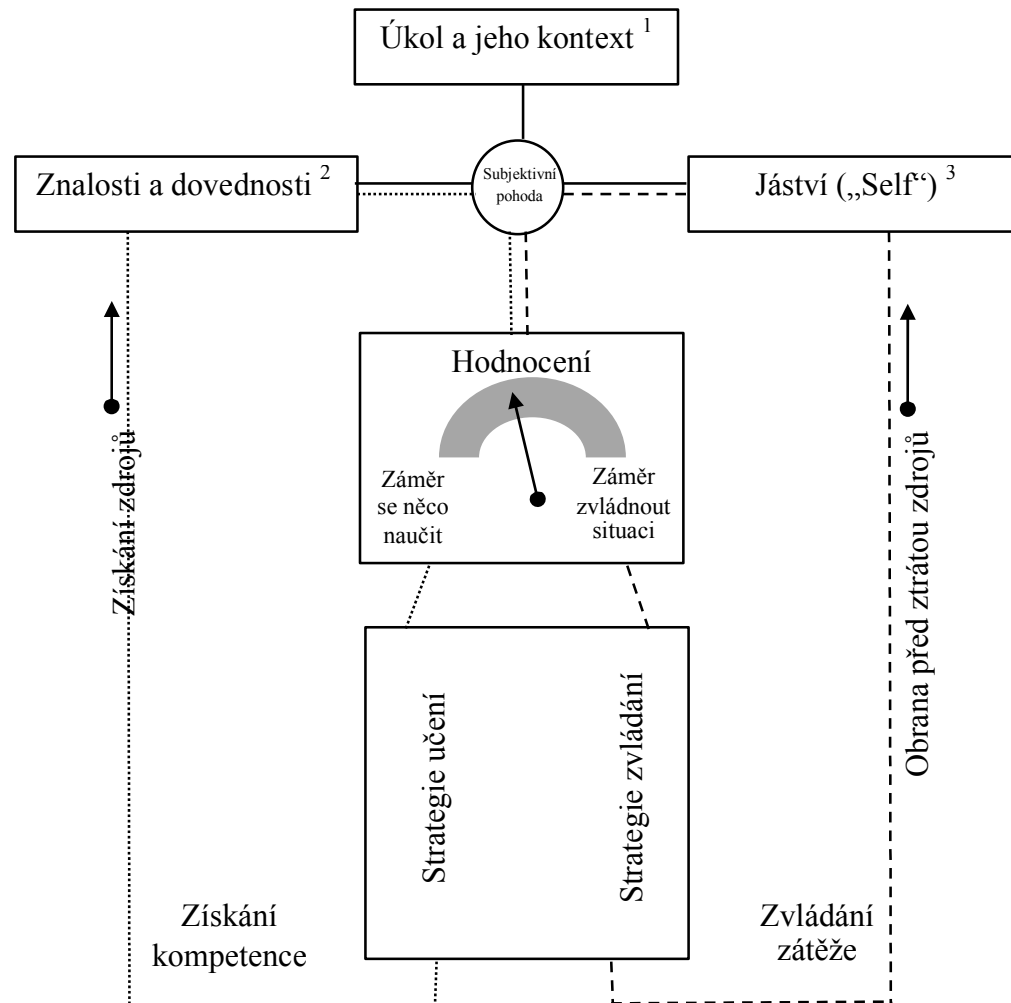 Úkol a jeho kontext 1
Znalosti a dovednosti 2
Subjektivní
pohoda
Jáství („Self“) 3
Hodnocení
Záměr
se něco
naučit
Záměr
zvládnout
situaci
Získání zdrojů
Obrana před ztrátou zdrojů
Strategie učení
Strategie zvládání
Získání
kompetence
Zvládání
zátěže